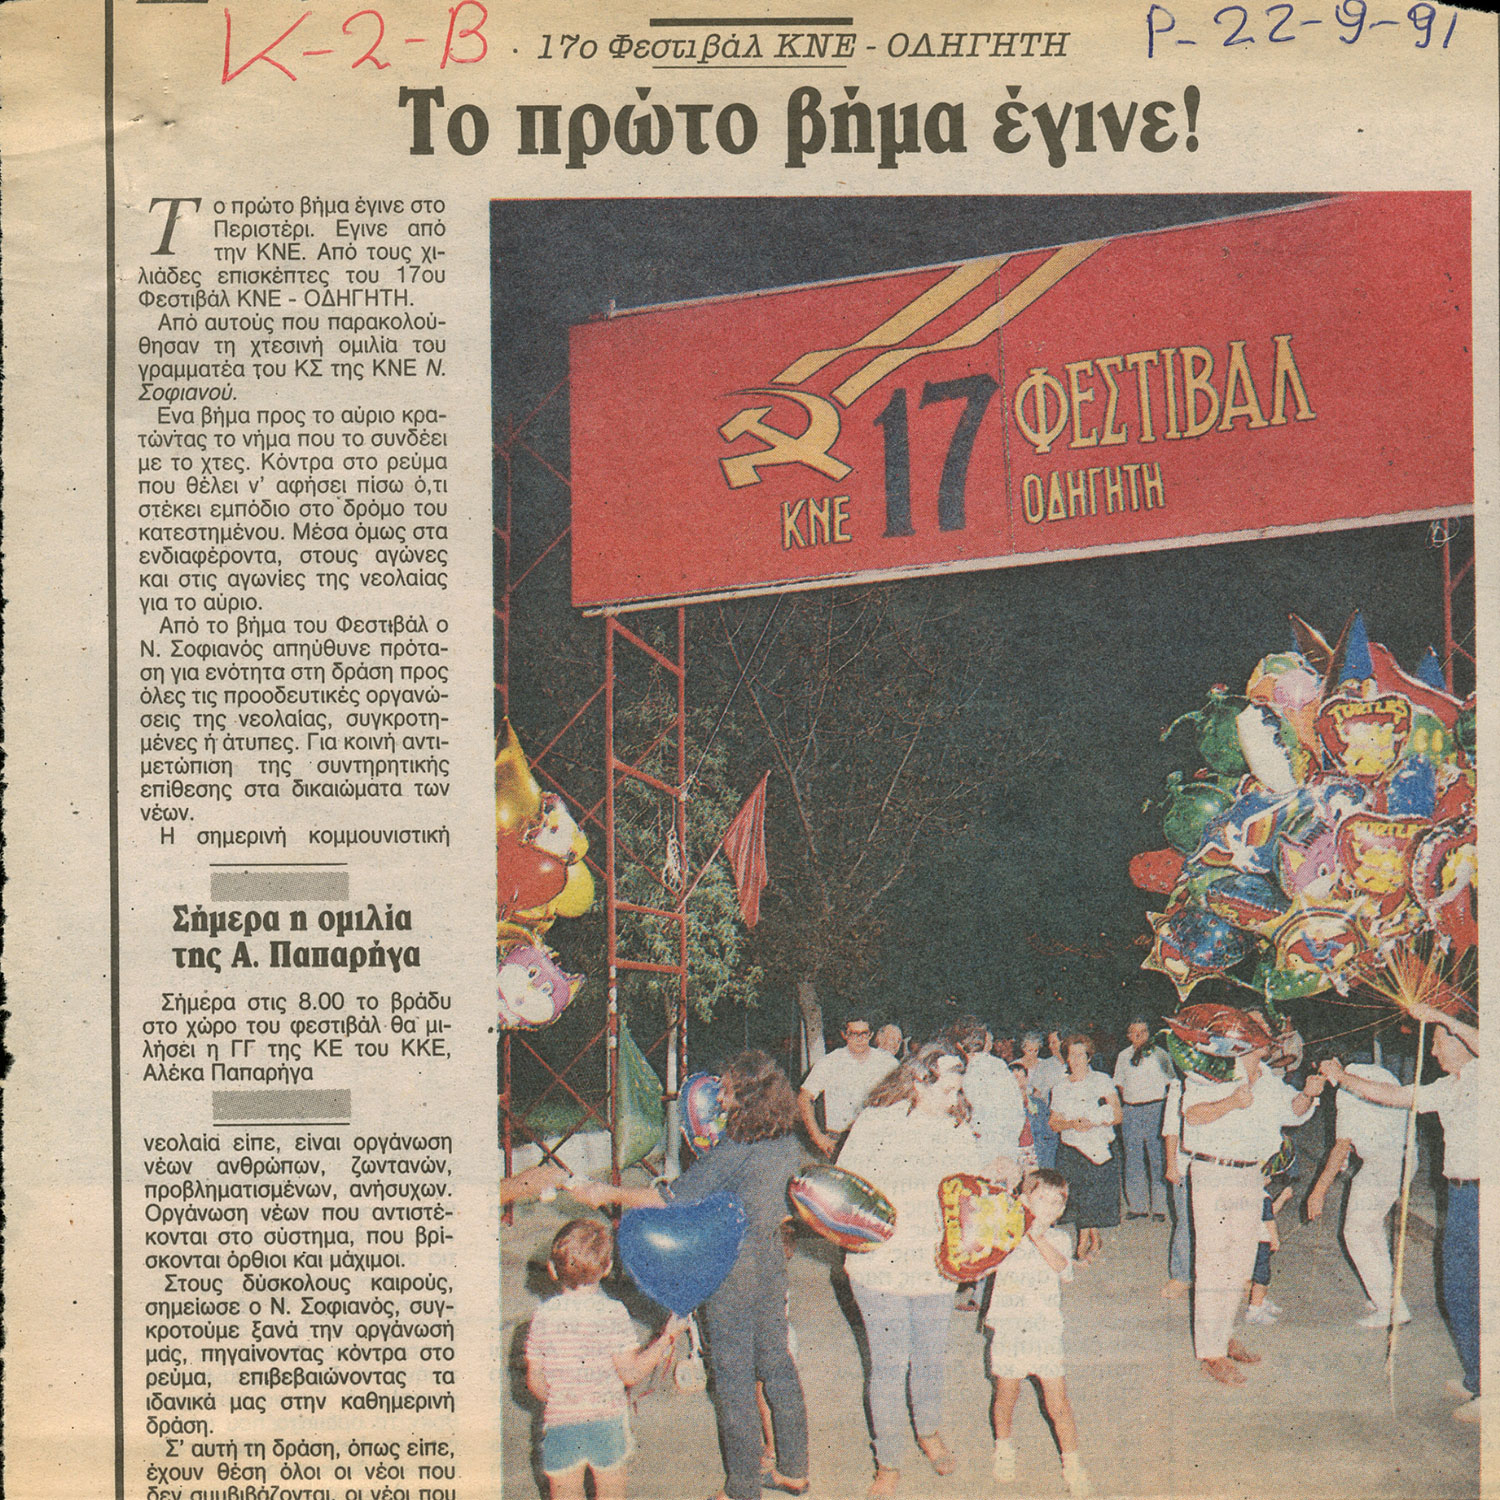 K-2-B
17ο Φεστιβάλ ΚΝΕ - ΟΔΗΓΗΤΗ
P- 22-9-91
Το πρώτο βήμα έγινε!
Το πρώτο βήμα έγινε στο
Περιστέρι. Εγινε από
την ΚΝΕ. Από τους χι-
λιάδες επισκέπτες του 17ου
Φεστιβάλ ΚΝΕ - ΟΔΗΓΗΤΗ.
Από αυτούς που παρακολού-
θησαν τη χτεσινή ομιλία του
γραμματέα του ΚΣ της ΚΝΕ Ν.
Σοφιανού.
Ενα βήμα προς το αύριο κρα-
τώντας το νήμα που το συνδέει
με το χτες. Κόντρα στο ρεύμα
που θέλει ν' αφήσει πίσω ό,τι
στέκει εμπόδιο στο δρόμο του
κατεστημένου. Μέσα όμως στα
ενδιαφέροντα, στους αγώνες
και στις αγωνίες της νεολαίας
για το αύριο.
Από το βήμα του Φεστιβάλ ο
Ν. Σοφιανός απηύθυνε πρότα-
ση για ενότητα στη δράση προς
όλες τις προοδευτικές οργανώ-
σεις της νεολαίας, συγκροτη-
μένες ή άτυπες. Για κοινή αντι-
μετώπιση της συντηρητικής
επίθεσης στα δικαιώματα των
νέων.
Η σημερινή κομμουνιστική
Σήμερα η ομιλία
της Α. Παπαρήγα
Σήμερα στις 8.00 το βράδυ
στο χώρο του φεστιβάλ θα μι-
λήσει η ΓΓ της ΚΕ του ΚΚΕ,
Αλέκα Παπαρήγα
νεολαία είπε, είναι οργάνωση
νέων ανθρώπων, ζωντανών,
προβληματισμένων, ανήσυχων.
Οργάνωση νέων που αντιστέ-
κονται στο σύστημα, που βρί-
σκονται όρθιοι και μάχιμοι.
Στους δύσκολους καιρούς,
σημείωσε ο Ν. Σοφιανός, συγ-
κροτούμε ξανά την οργάνωσή
μας, πηγαίνοντας κόντρα στο
ρεύμα, επιβεβαιώνοντας τα
ιδανικά μας στην καθημερινή
δράση.
Σ' αυτή τη δράση, όπως είπε,
έχουν θέση όλοι οι νέοι που
δεν συμβιβάζονται, οι νέοι που
ΚΝΕ 17 ΦΕΣΤΙΒΑΛ
ΟΔΗΓΗΤΗ
TURTLES
TURTLES
TURTLES